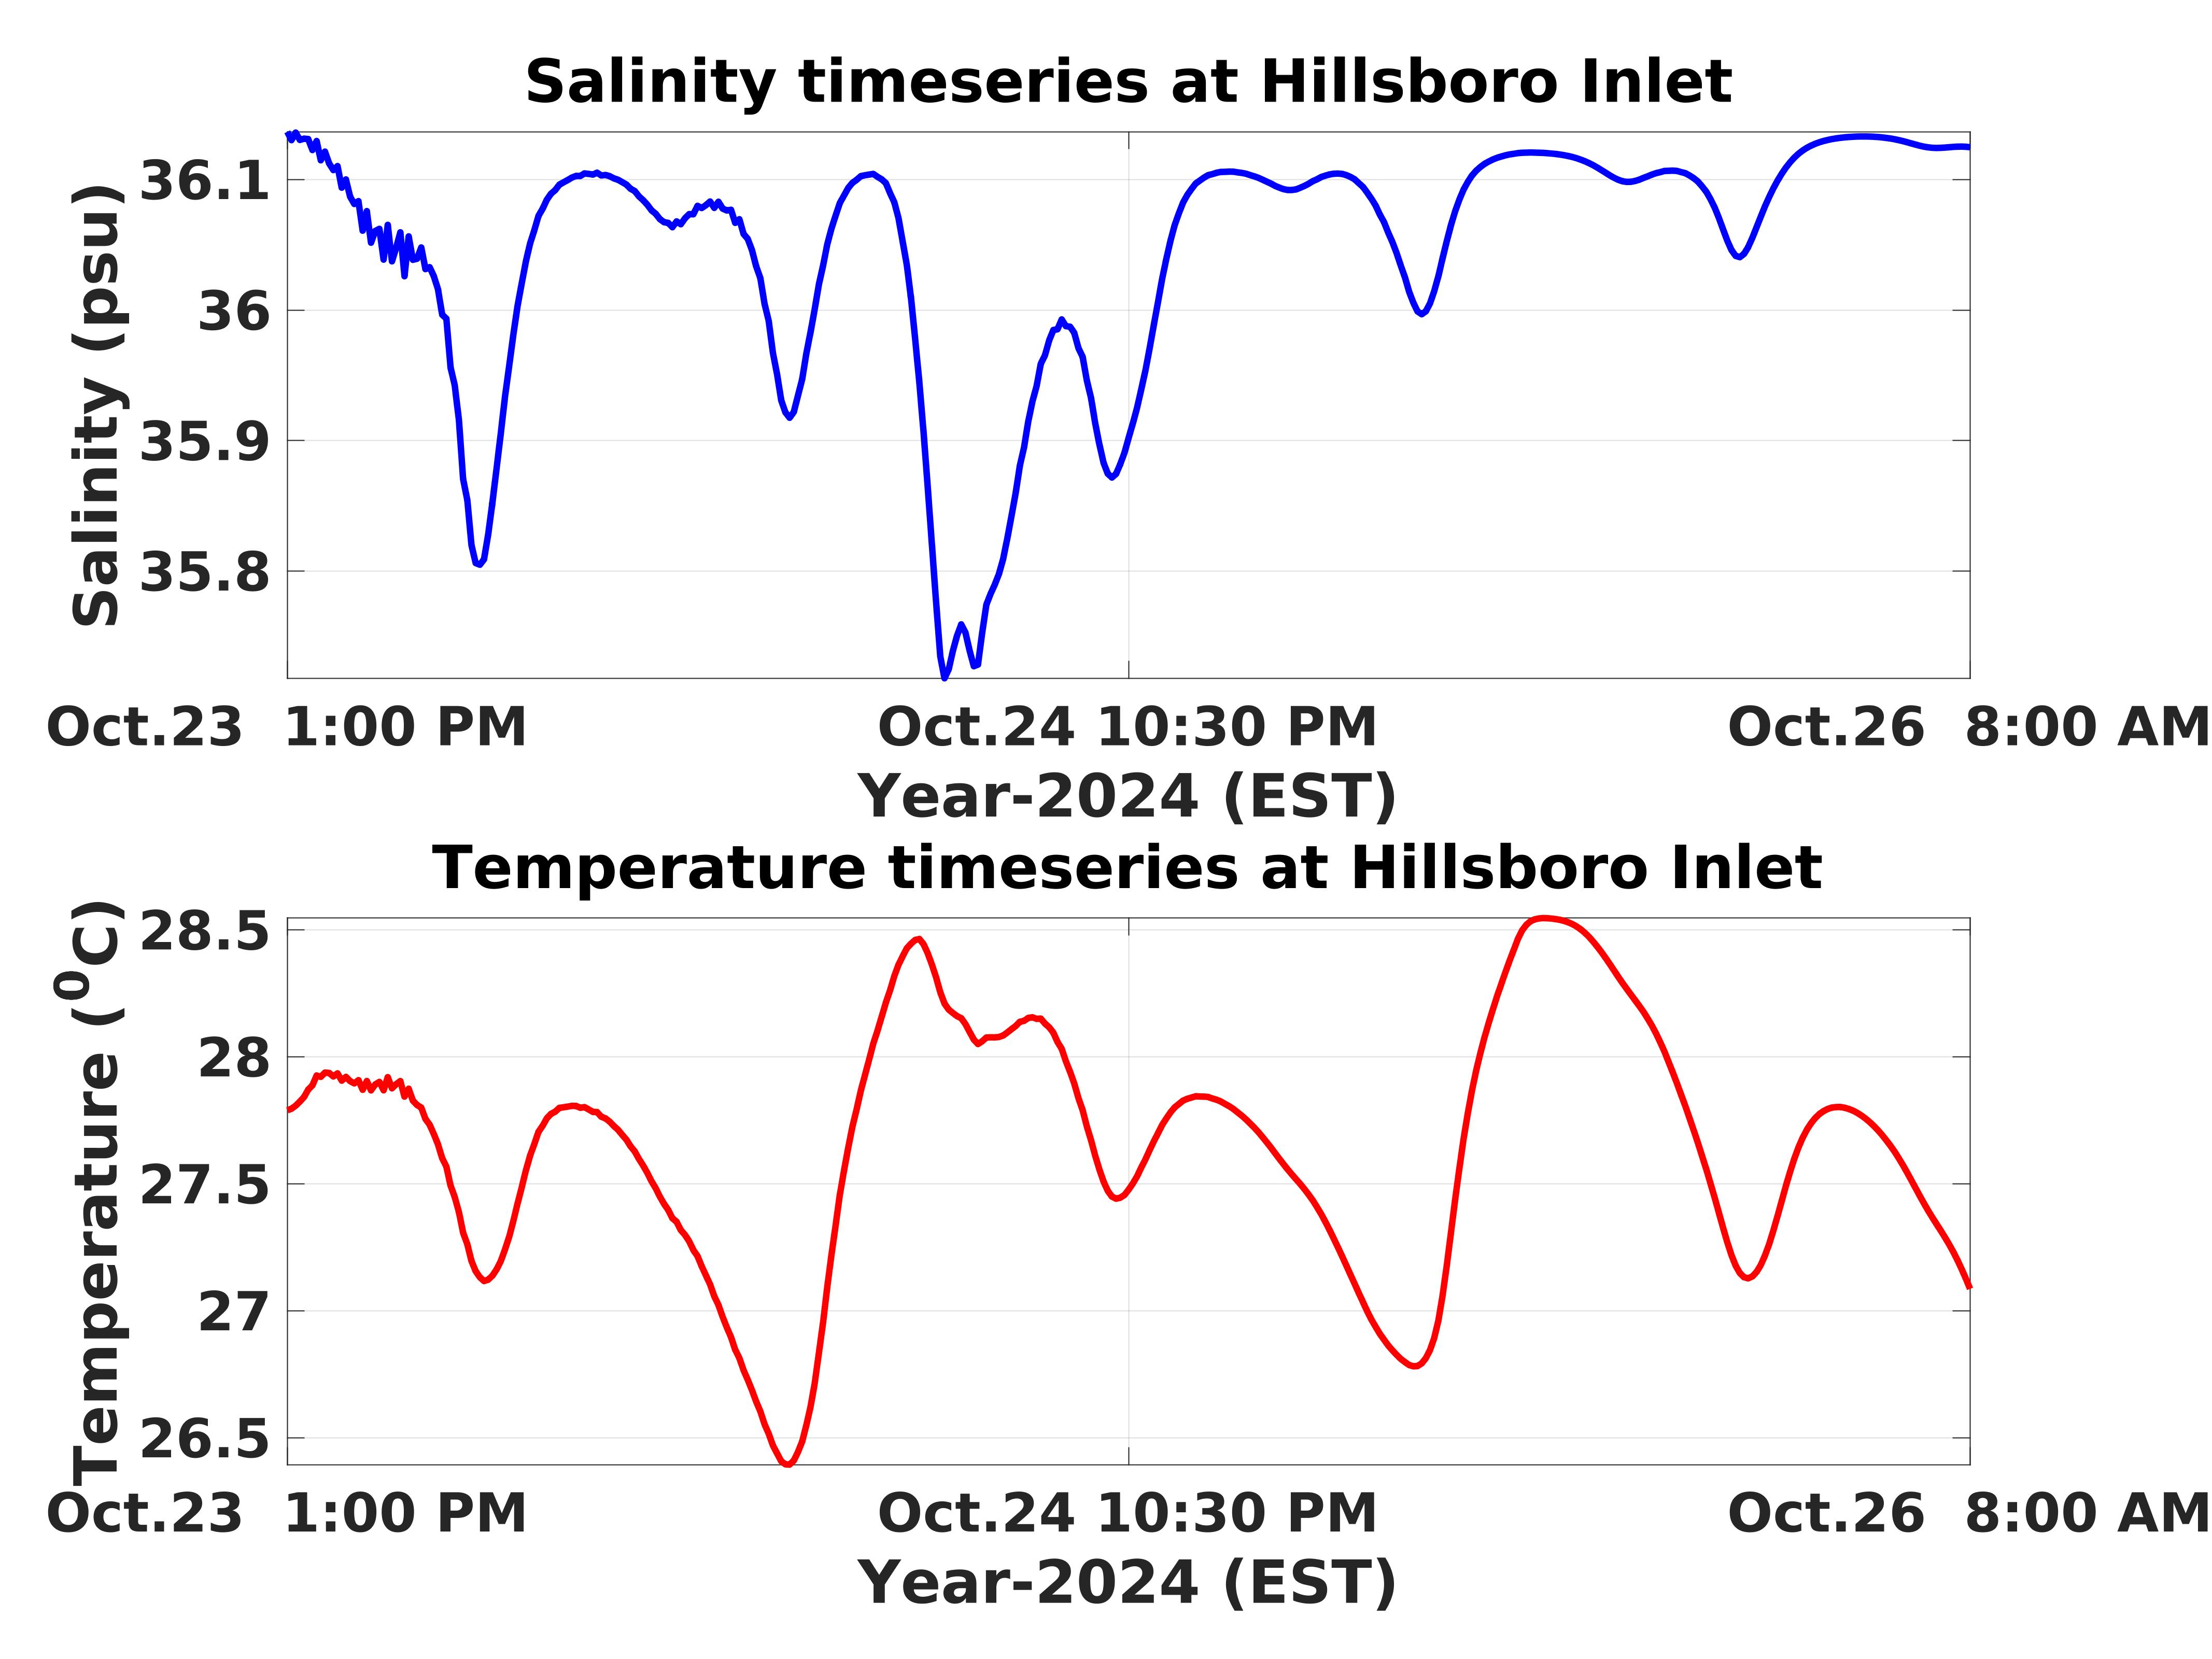 Salinity timeseries at Hillsboro Inlet
Salinity (psu)
36.1
36
35.9
35.8
Oct.23  1:00 PM Oct.24 10:30 PM Oct.26  8:00 AM
Year-2024 (EST)
Temperature timeseries at Hillsboro Inlet
Temperature (⁰C)
28.5
28
27.5
27
26.5
Oct.23  1:00 PM Oct.24 10:30 PM Oct.26  8:00 AM
Year-2024 (EST)